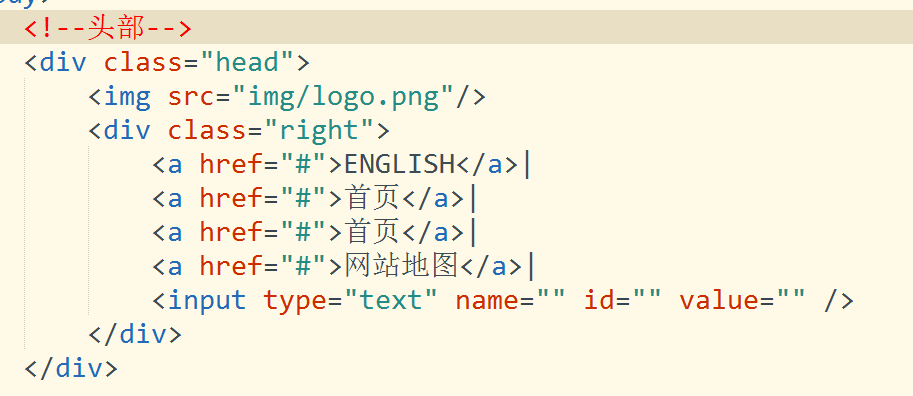 <!--头部-->
<div class="head">
<img src="img/logo.png"/>
<div class="right">
<a href="#">ENGLISH</a>|
<a href="#">首页</a>|
<a href="#">首页</a>|
<a href="#">网站地图</a>|
<input type="text" name="" id="" value="" />
</div>
</div>